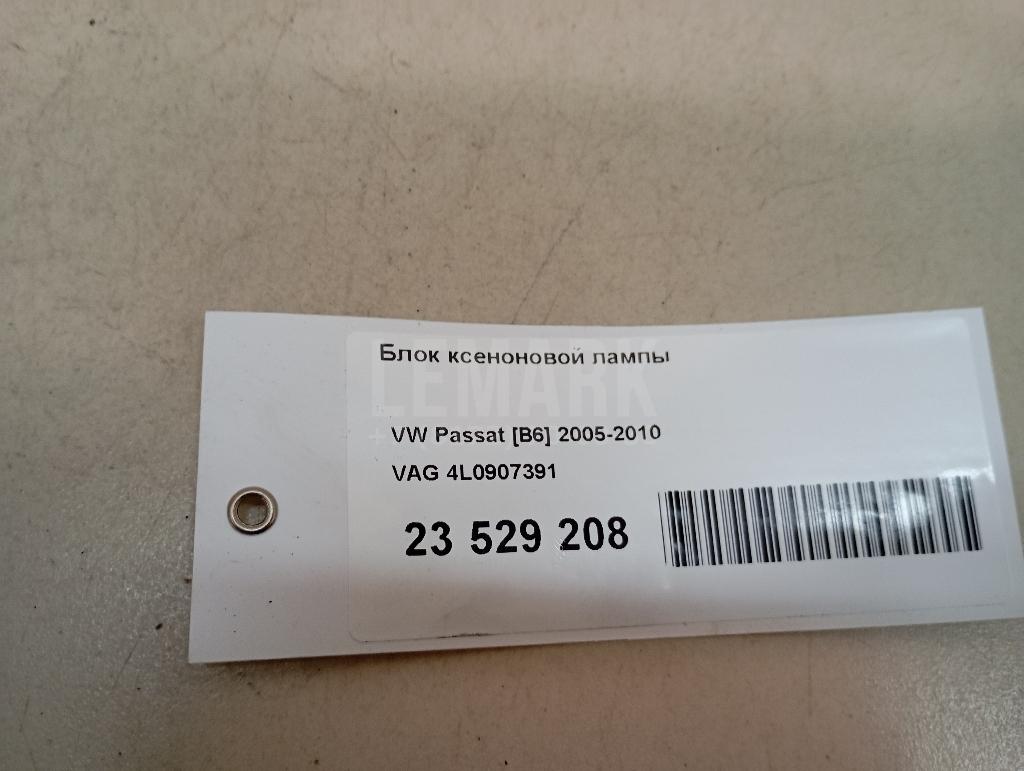 Блок ксеноновой лампы
LEMARK
VW Passat [B6] 2005-2010
VAG 4L0907391
23 529 208